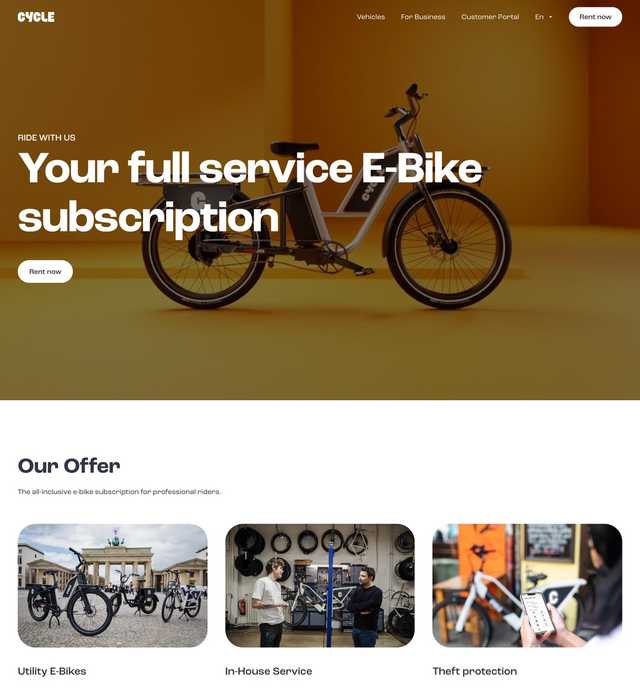 CYCLE
Vehicles
For Business
Customer Portal
En
Rent now
RIDE WITH US
Your full service E-Bike
subscription
Rent now
Our Offer
The all-inclusive e-bike subscription for professional riders.
Utility E-Bikes
In-House Service
Theft protection